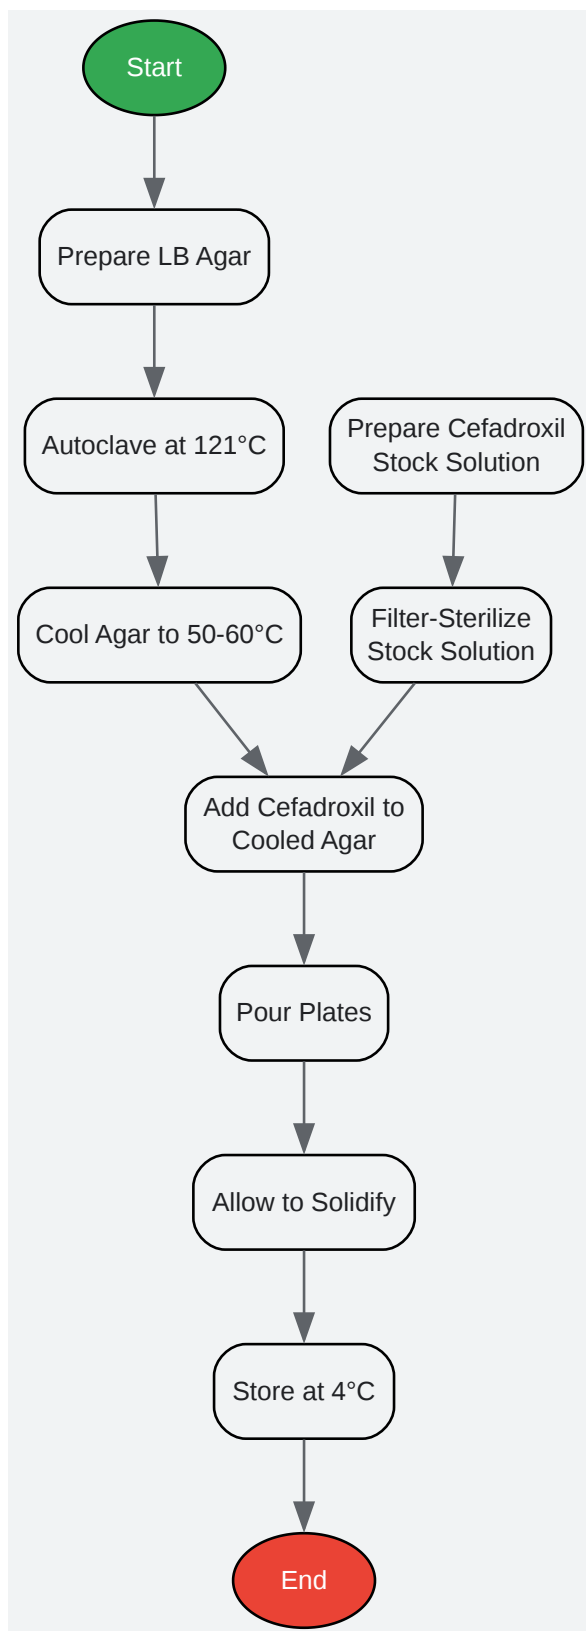 Start
Prepare LB Agar
Autoclave at 121°C
Prepare Cefadroxil
Stock Solution
Cool Agar to 50-60°C
Filter-Sterilize
Stock Solution
Add Cefadroxil to
Cooled Agar
Pour Plates
Allow to Solidify
Store at 4°C
End